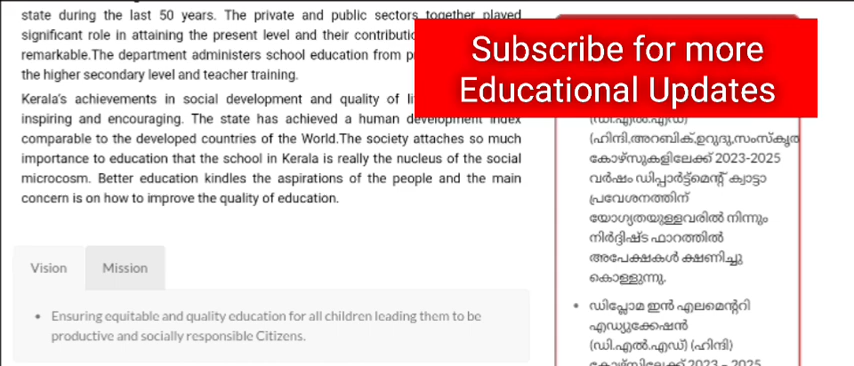 state during the last 50 years. The private and public sectors together played
significant role in attaining the present level and their
remarkable.The department administers school education from
the higher secondary level and teacher training.
Kerala's achievements in social development and quality of
inspiring and encouraging. The state has achieved a human development index
comparable to the developed countries of the World.The society attaches so much
importance to education that the school in Kerala is really the nucleus of the social
microcosm. Better education kindles the aspirations of the people and the main
concern is on how to improve the quality of education.
Vision
Mission
• Ensuring equitable and quality education for all children leading them to be
productive and socially responsible Citizens.
Subscribe for more
Educational Updates
(ഡി.എൽ.എഡ്)
(ഹിന്ദി,അറബിക്,ഉറുദു,സംസ്കൃത
കോഴ്സുകളിലേക്ക് 2023-2025
വർഷം ഡിപ്പാർട്ട്മെന്റ് ക്വാട്ടാ
പ്രവേശനത്തിന്
യോഗ്യതയുള്ളവരിൽ നിന്നും
നിർദ്ദിഷ്ട ഫാറത്തിൽ
അപേക്ഷകൾ ക്ഷണിച്ചു
കൊള്ളുന്നു.
• ഡിപ്ലോമ ഇൻ എലമെന്ററി
എഡ്യുക്കേഷൻ
(ഡി.എൽ.എഡ്) (ഹിന്ദി)
കോഴ്സിലേക്ക് 2023 - 2025